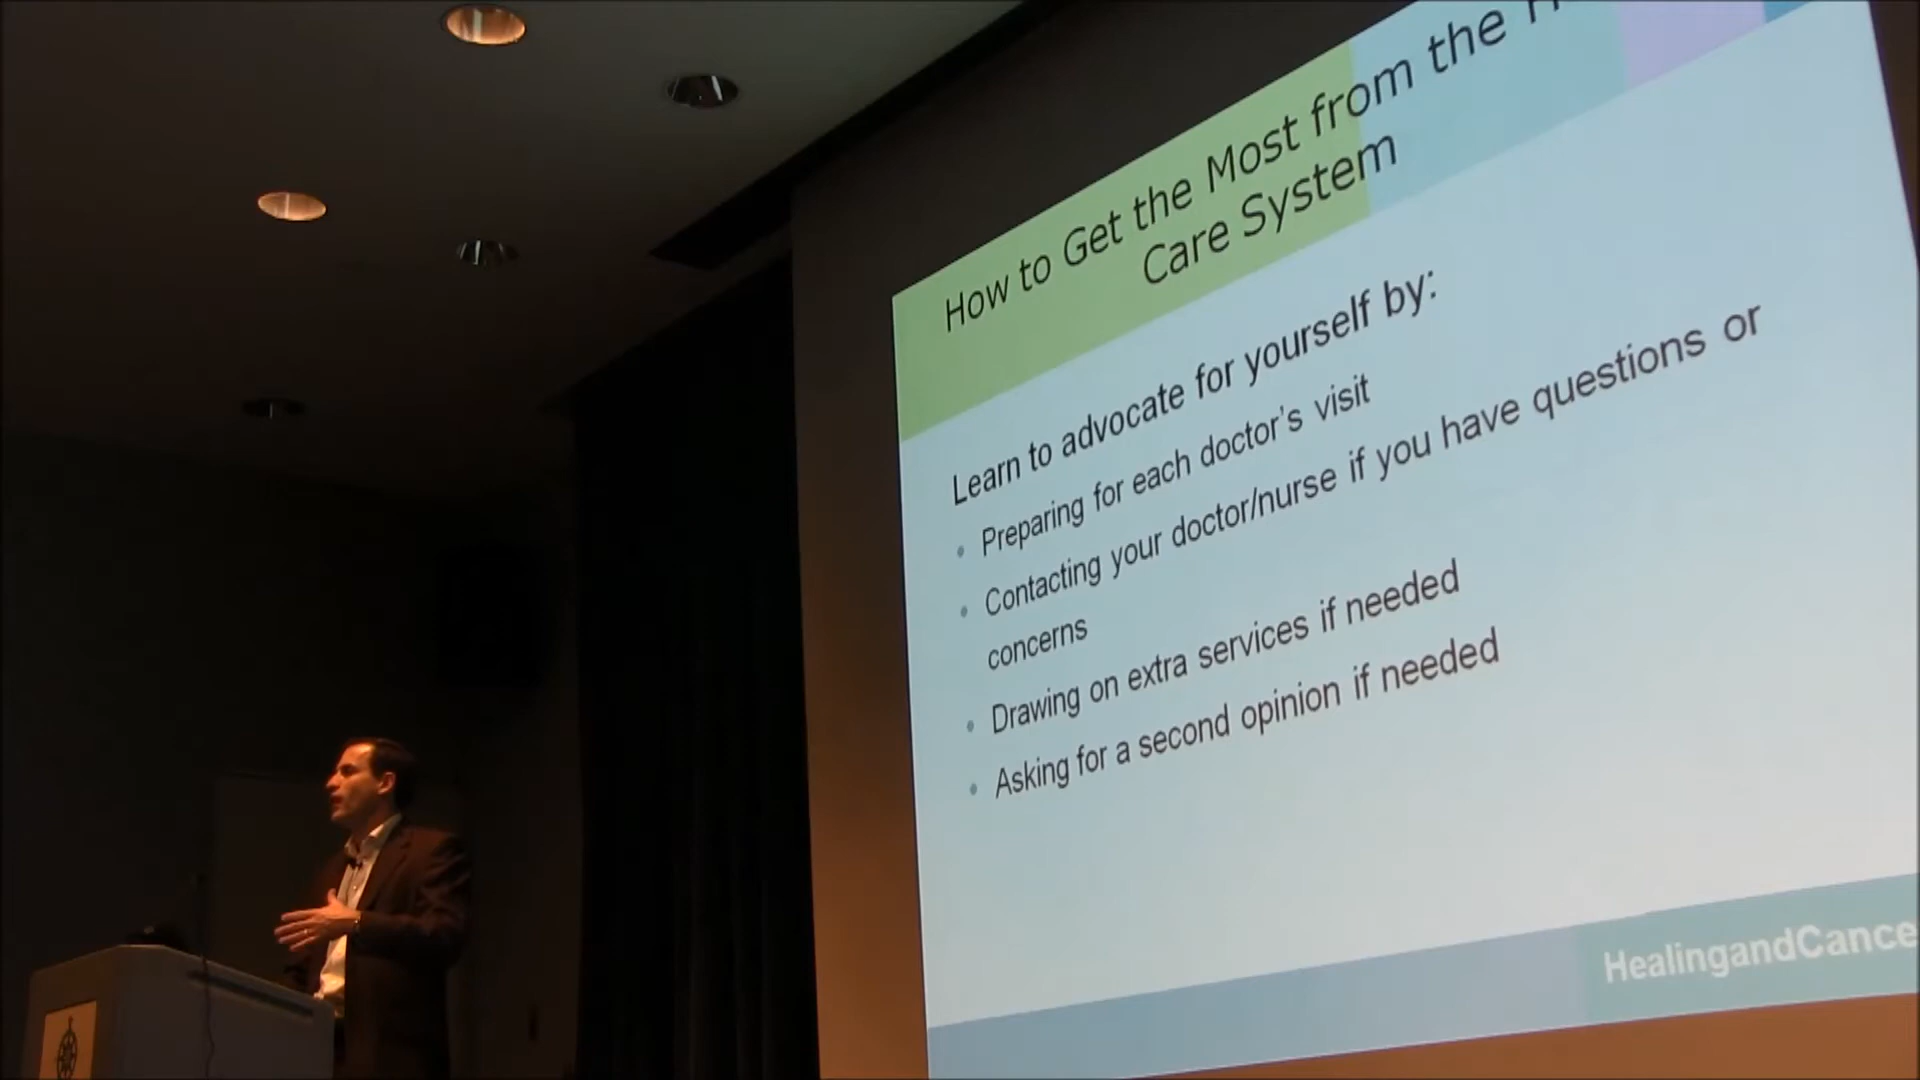 How to Get the Most from the
Care System
Learn to advocate for yourself by:
• Preparing for each doctor's visit
• Contacting your doctor/nurse if you have questions or
concerns
• Drawing on extra services if needed
• Asking for a second opinion if needed
HealingandCance